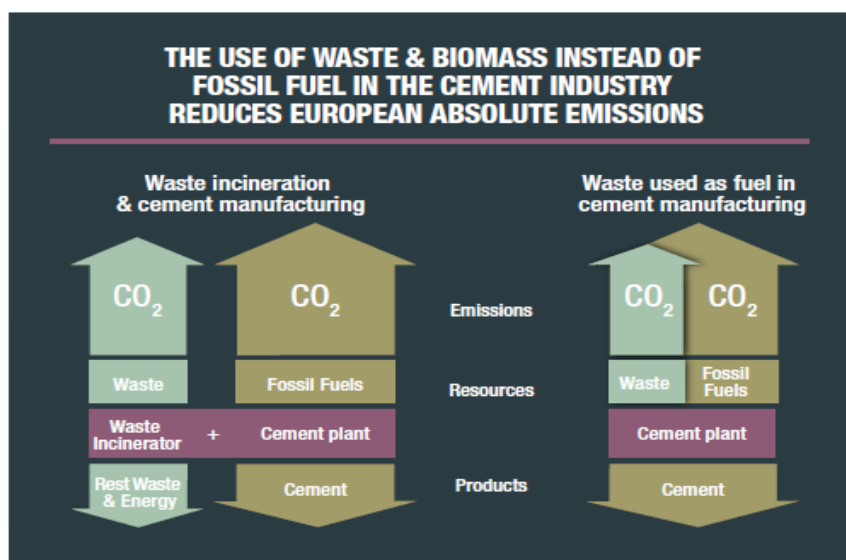 THE USE OF WASTE & BIOMASS INSTEAD OF
FOSSIL FUEL IN THE CEMENT INDUSTRY
REDUCES EUROPEAN ABSOLUTE EMISSIONS
Waste incineration
& cement manufacturing
Waste used as fuel in
cement manufacturing
CO₂
CO₂
Emissions
CO₂
CO₂
Waste
Fossil Fuels
Resources
Waste
Fossil
Fuels
Waste
Incinerator
+
Cement plant
Cement plant
Rest Waste
& Energy
Cement
Products
Cement